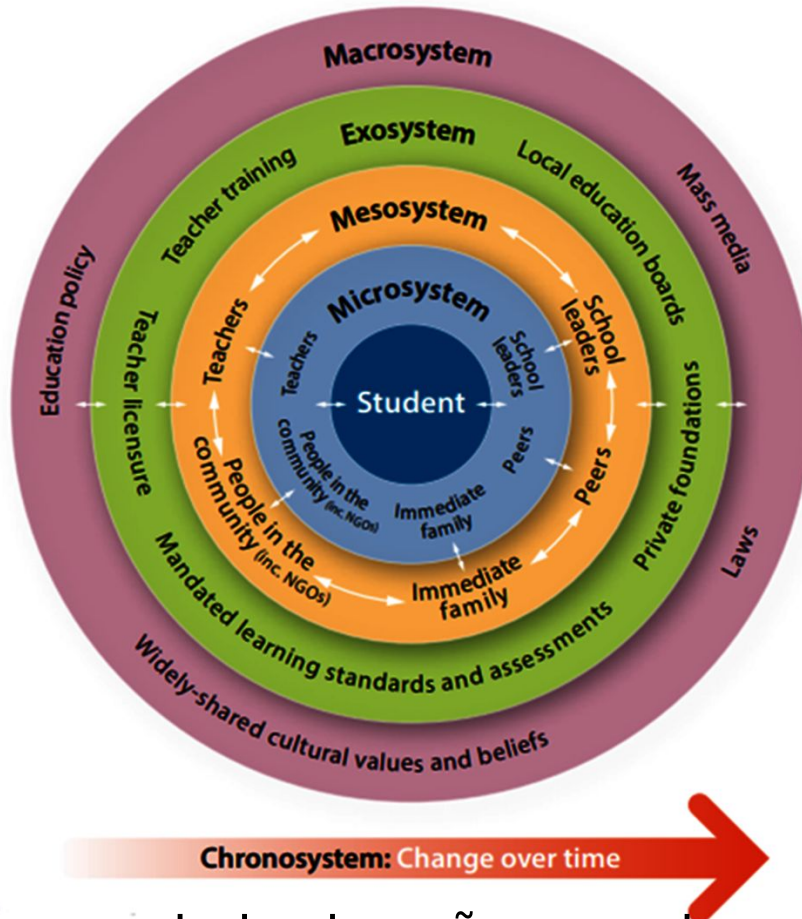 Macrosystem
Education policy
Mass media
Laws
Widely-shared cultural values and beliefs
Exosystem
Teacher training
Local education boards
Teacher licensure
Private foundations
Mandated learning standards and assessments
Mesosystem
Teachers
School
leaders
People in the
community (inc. NGOs)
Peers
Immediate
family
Microsystem
Teachers
School
leaders
People in the
community (inc. NGOs)
Peers
Immediate
family
Student
Chronosystem: Change over time